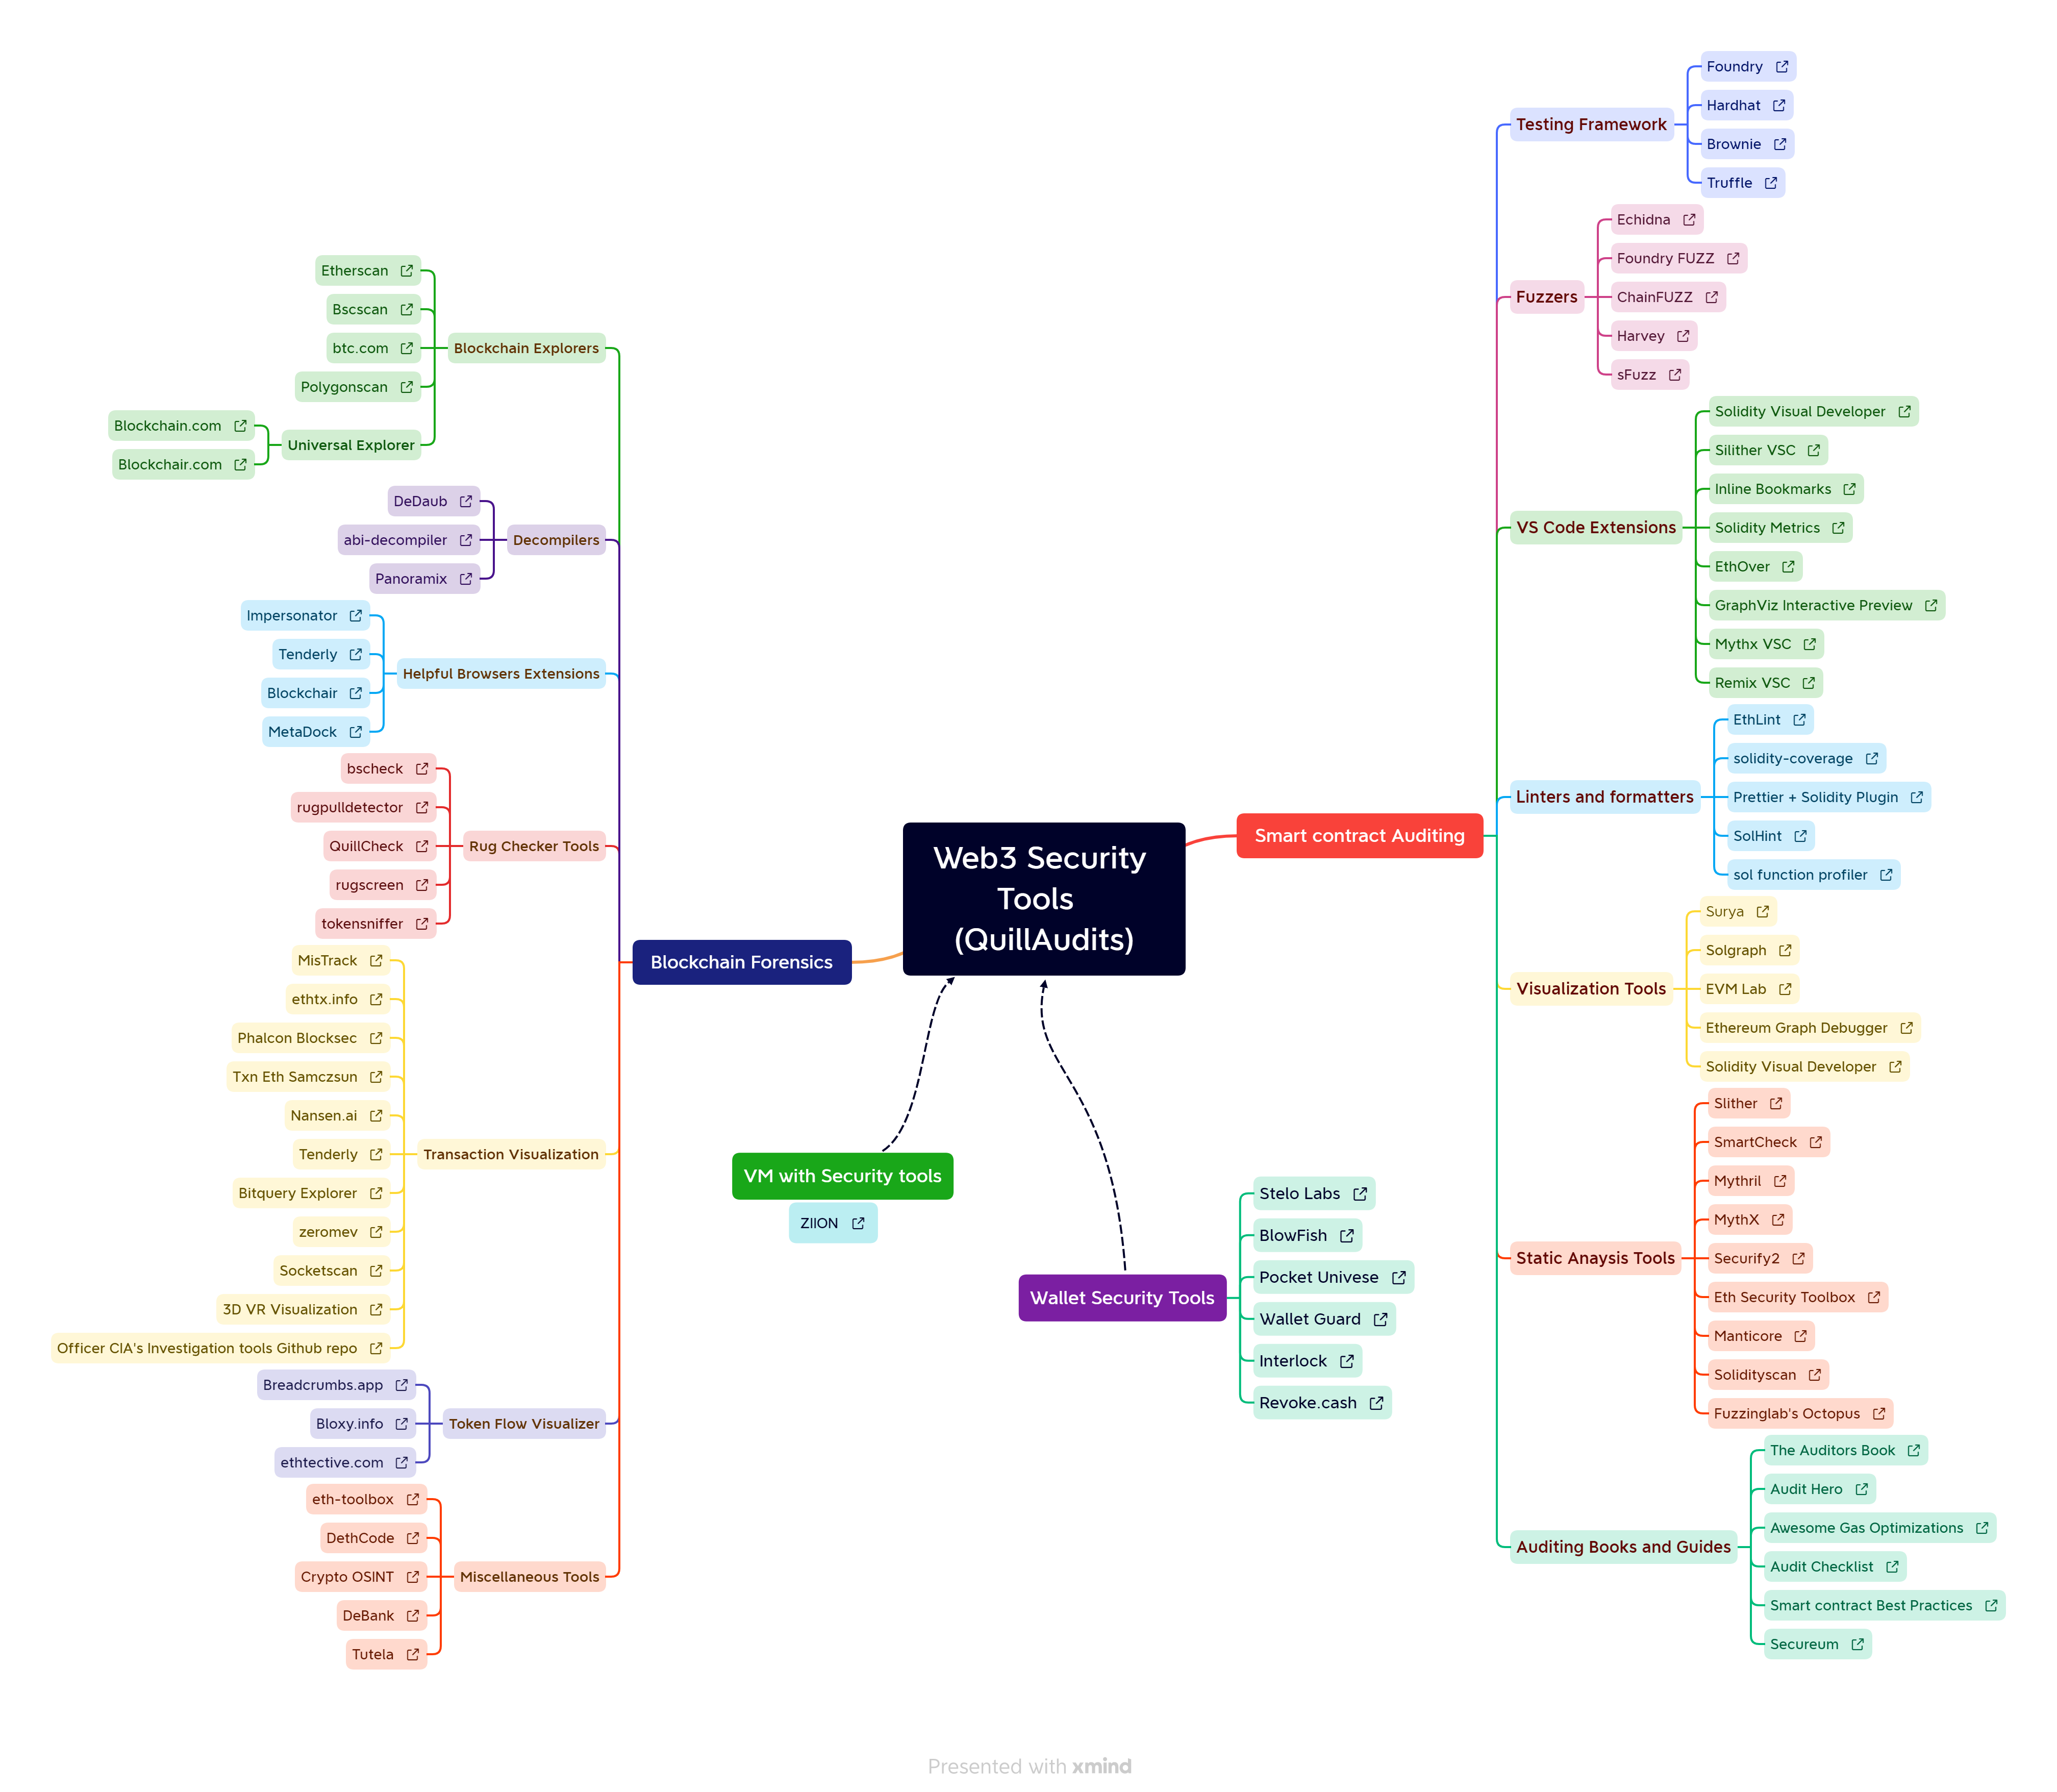 Web3 Security
Tools
(QuillAudits)
Smart contract Auditing
Testing Framework
Foundry
Hardhat
Brownie
Truffle
Fuzzers
Echidna
Foundry FUZZ
ChainFUZZ
Harvey
sFuzz
VS Code Extensions
Solidity Visual Developer
Silither VSC
Inline Bookmarks
Solidity Metrics
EthOver
GraphViz Interactive Preview
Mythx VSC
Remix VSC
Linters and formatters
EthLint
solidity-coverage
Prettier + Solidity Plugin
SolHint
sol function profiler
Visualization Tools
Surya
Solgraph
EVM Lab
Ethereum Graph Debugger
Solidity Visual Developer
Static Anaysis Tools
Slither
SmartCheck
Mythril
MythX
Securify2
Eth Security Toolbox
Manticore
Solidityscan
Fuzzinglab's Octopus
Auditing Books and Guides
The Auditors Book
Audit Hero
Awesome Gas Optimizations
Audit Checklist
Smart contract Best Practices
Secureum
Blockchain Forensics
Blockchain Explorers
Etherscan
Bscscan
btc.com
Polygonscan
Universal Explorer
Blockchain.com
Blockchair.com
Decompilers
DeDaub
abi-decompiler
Panoramix
Helpful Browsers Extensions
Impersonator
Tenderly
Blockchair
MetaDock
Rug Checker Tools
bscheck
rugpulldetector
QuillCheck
rugscreen
tokensniffer
Transaction Visualization
MisTrack
ethtx.info
Phalcon Blocksec
Txn Eth Samczsun
Nansen.ai
Tenderly
Bitquery Explorer
zeromev
Socketscan
3D VR Visualization
Officer CIA's Investigation tools Github repo
Token Flow Visualizer
Breadcrumbs.app
Bloxy.info
ethtective.com
Miscellaneous Tools
eth-toolbox
DethCode
Crypto OSINT
DeBank
Tutela
VM with Security tools
ZIION
Wallet Security Tools
Stelo Labs
BlowFish
Pocket Univese
Wallet Guard
Interlock
Revoke.cash
Presented with xmind